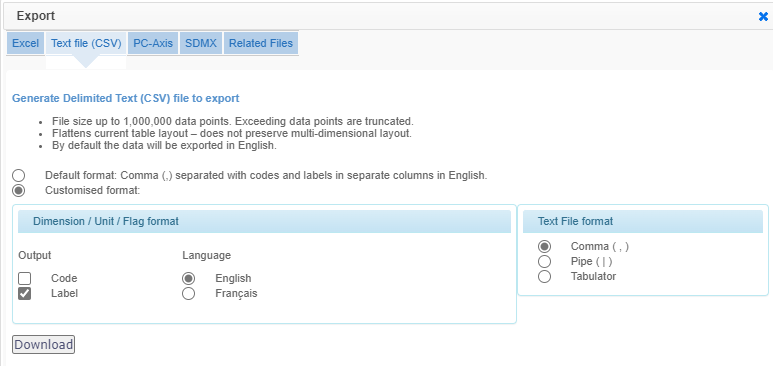 Export
Excel
Text file (CSV)
PC-Axis
SDMX
Related Files
Generate Delimited Text (CSV) file to export
File size up to 1,000,000 data points. Exceeding data points are truncated.
Flattens current table layout – does not preserve multi-dimensional layout.
By default the data will be exported in English.
Default format: Comma (,) separated with codes and labels in separate columns in English.
Customised format:
Dimension / Unit / Flag format
Output
Language
Code
English
Label
Français
Text File format
Comma ( , )
Pipe ( | )
Tabulator
Download